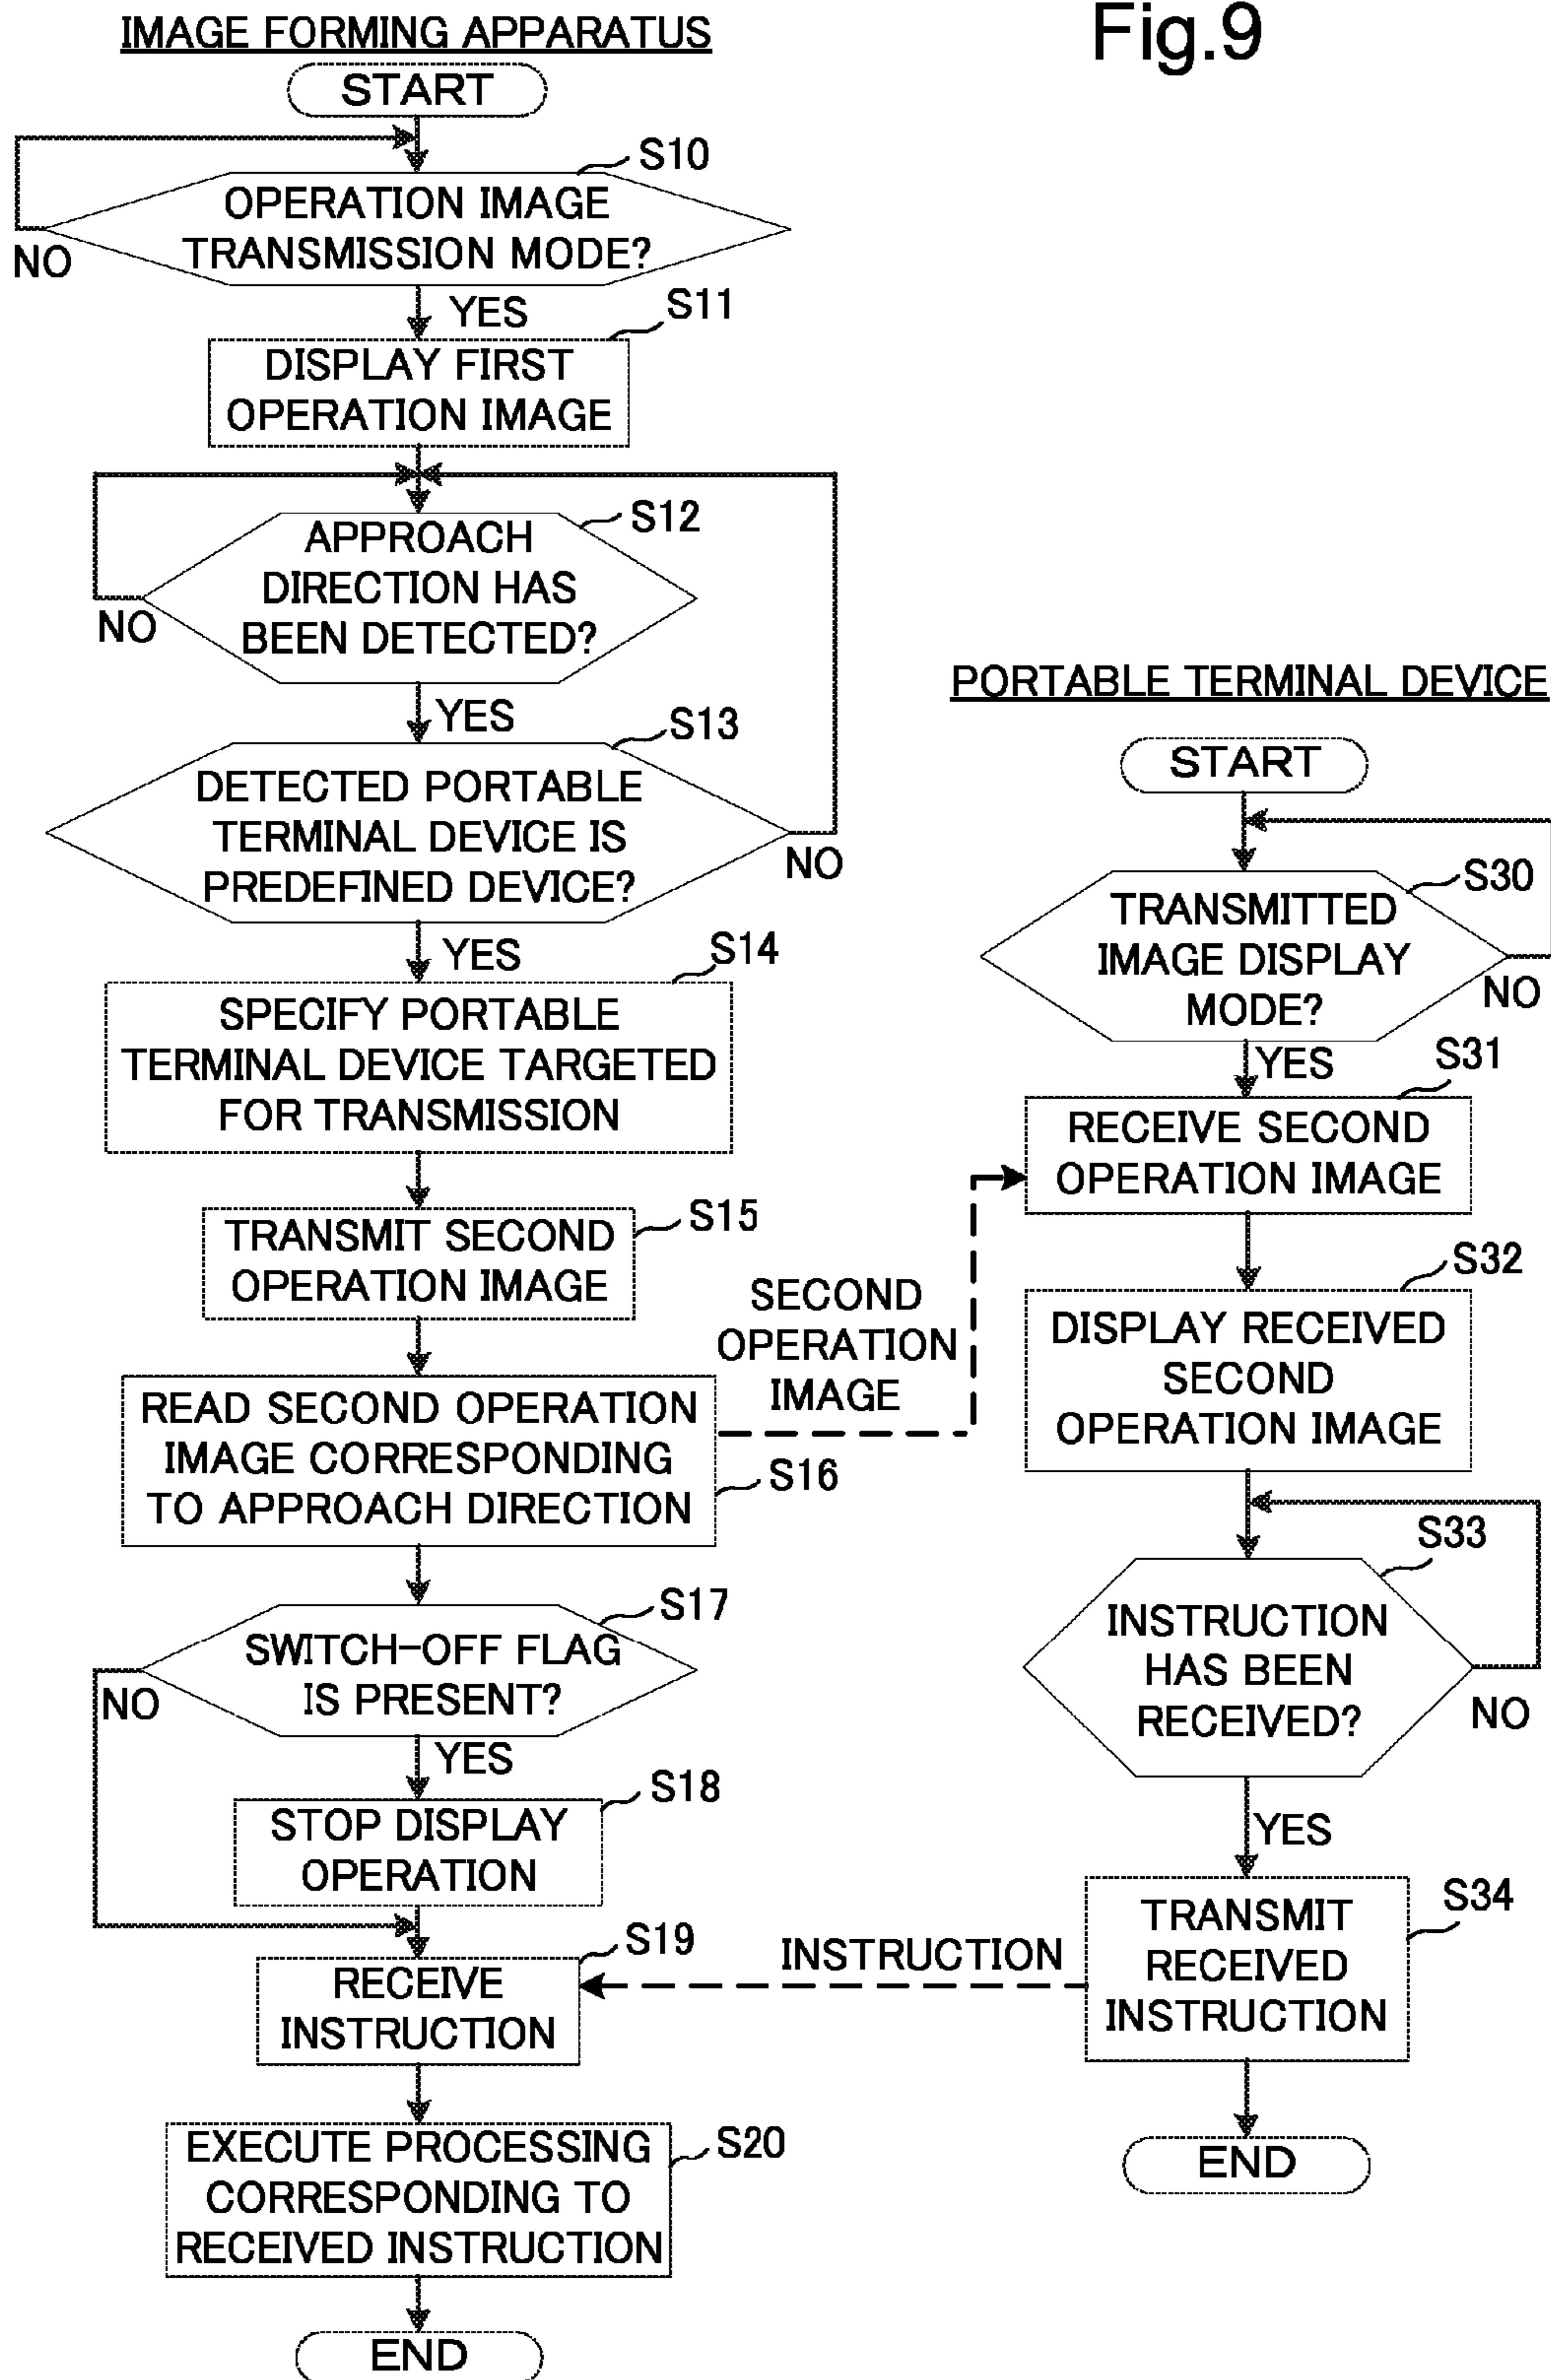 Fig.9
IMAGE FORMING APPARATUS
START
S10
OPERATION IMAGE
TRANSMISSION MODE?
NO
YES
S11
DISPLAY FIRST
OPERATION IMAGE
S12
APPROACH
DIRECTION HAS
BEEN DETECTED?
NO
YES
S13
DETECTED PORTABLE
TERMINAL DEVICE IS
PREDEFINED DEVICE?
NO
YES
S14
SPECIFY PORTABLE
TERMINAL DEVICE TARGETED
FOR TRANSMISSION
S15
TRANSMIT SECOND
OPERATION IMAGE
READ SECOND OPERATION
IMAGE CORRESPONDING
TO APPROACH DIRECTION
S16
SECOND
OPERATION
IMAGE
S17
SWITCH-OFF FLAG
IS PRESENT?
NO
YES
S18
STOP DISPLAY
OPERATION
S19
RECEIVE
INSTRUCTION
INSTRUCTION
S20
EXECUTE PROCESSING
CORRESPONDING TO
RECEIVED INSTRUCTION
END
PORTABLE TERMINAL DEVICE
START
S30
TRANSMITTED
IMAGE DISPLAY
MODE?
NO
YES
S31
RECEIVE SECOND
OPERATION IMAGE
S32
DISPLAY RECEIVED
SECOND
OPERATION IMAGE
S33
INSTRUCTION
HAS BEEN
RECEIVED?
NO
YES
S34
TRANSMIT
RECEIVED
INSTRUCTION
END